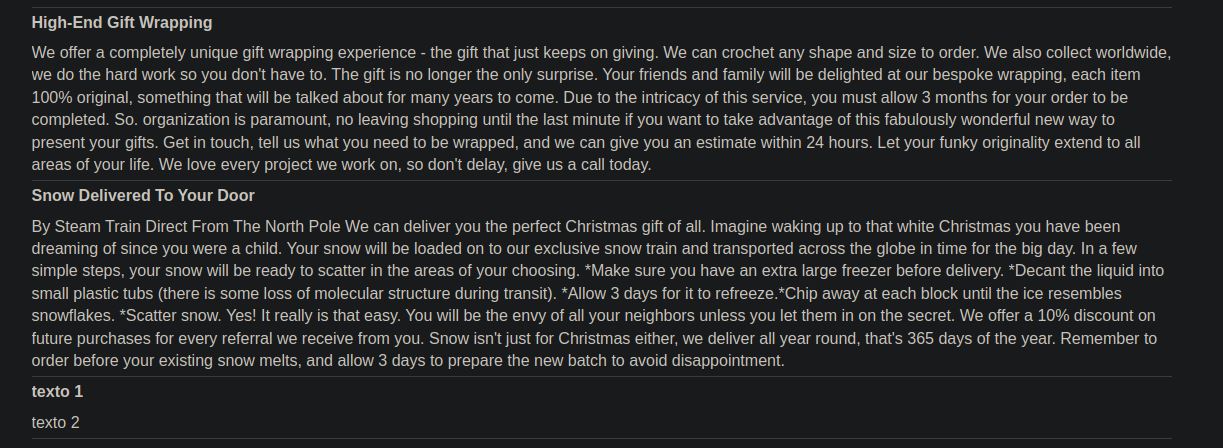 High-End Gift Wrapping
We offer a completely unique gift wrapping experience - the gift that just keeps on giving. We can crochet any shape and size to order. We also collect worldwide,
we do the hard work so you don't have to. The gift is no longer the only surprise. Your friends and family will be delighted at our bespoke wrapping, each item
100% original, something that will be talked about for many years to come. Due to the intricacy of this service, you must allow 3 months for your order to be
completed. So. organization is paramount, no leaving shopping until the last minute if you want to take advantage of this fabulously wonderful new way to
present your gifts. Get in touch, tell us what you need to be wrapped, and we can give you an estimate within 24 hours. Let your funky originality extend to all
areas of your life. We love every project we work on, so don't delay, give us a call today.
Snow Delivered To Your Door
By Steam Train Direct From The North Pole We can deliver you the perfect Christmas gift of all. Imagine waking up to that white Christmas you have been
dreaming of since you were a child. Your snow will be loaded on to our exclusive snow train and transported across the globe in time for the big day. In a few
simple steps, your snow will be ready to scatter in the areas of your choosing. *Make sure you have an extra large freezer before delivery. *Decant the liquid into
small plastic tubs (there is some loss of molecular structure during transit). *Allow 3 days for it to refreeze.*Chip away at each block until the ice resembles
snowflakes. *Scatter snow. Yes! It really is that easy. You will be the envy of all your neighbors unless you let them in on the secret. We offer a 10% discount on
future purchases for every referral we receive from you. Snow isn't just for Christmas either, we deliver all year round, that's 365 days of the year. Remember to
order before your existing snow melts, and allow 3 days to prepare the new batch to avoid disappointment.
texto 1
texto 2